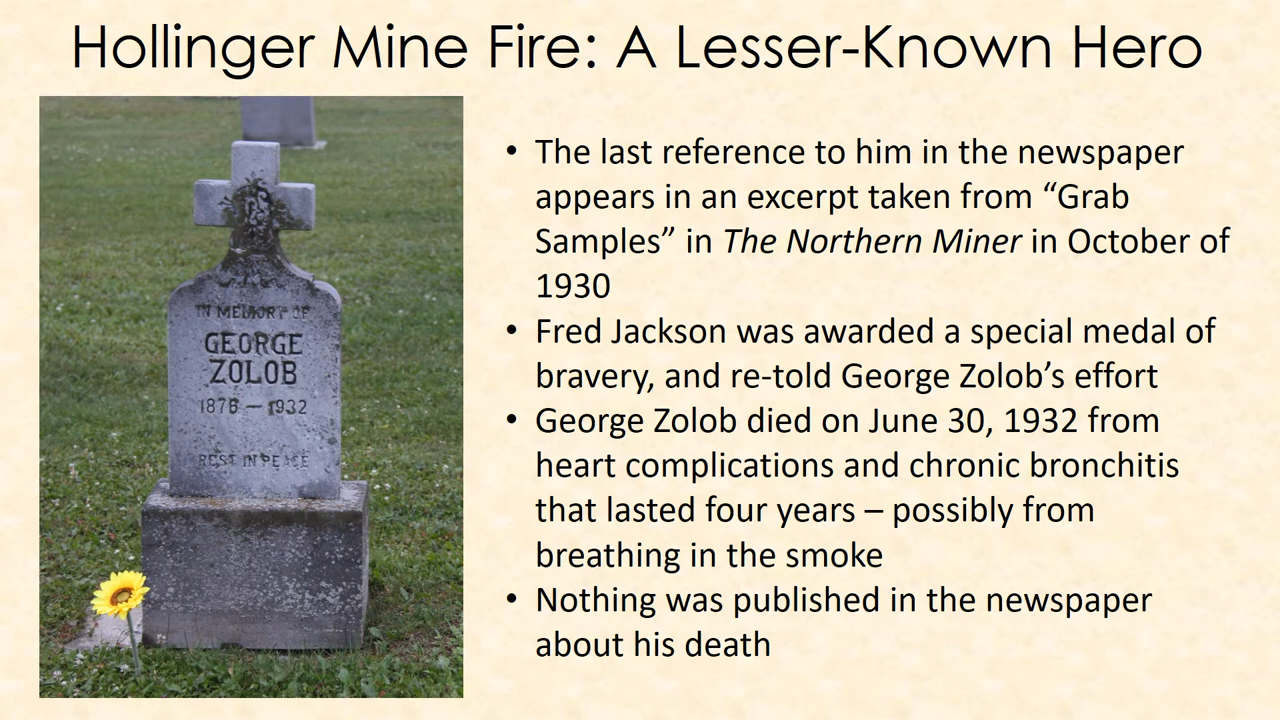 Hollinger Mine Fire: A Lesser-Known Hero
IN MEMORY OF
GEORGE
ZOLOB
1876 — 1932
REST IN PEACE
• The last reference to him in the newspaper
appears in an excerpt taken from “Grab
Samples” in The Northern Miner in October of
1930
• Fred Jackson was awarded a special medal of
bravery, and re-told George Zolob’s effort
• George Zolob died on June 30, 1932 from
heart complications and chronic bronchitis
that lasted four years – possibly from
breathing in the smoke
• Nothing was published in the newspaper
about his death